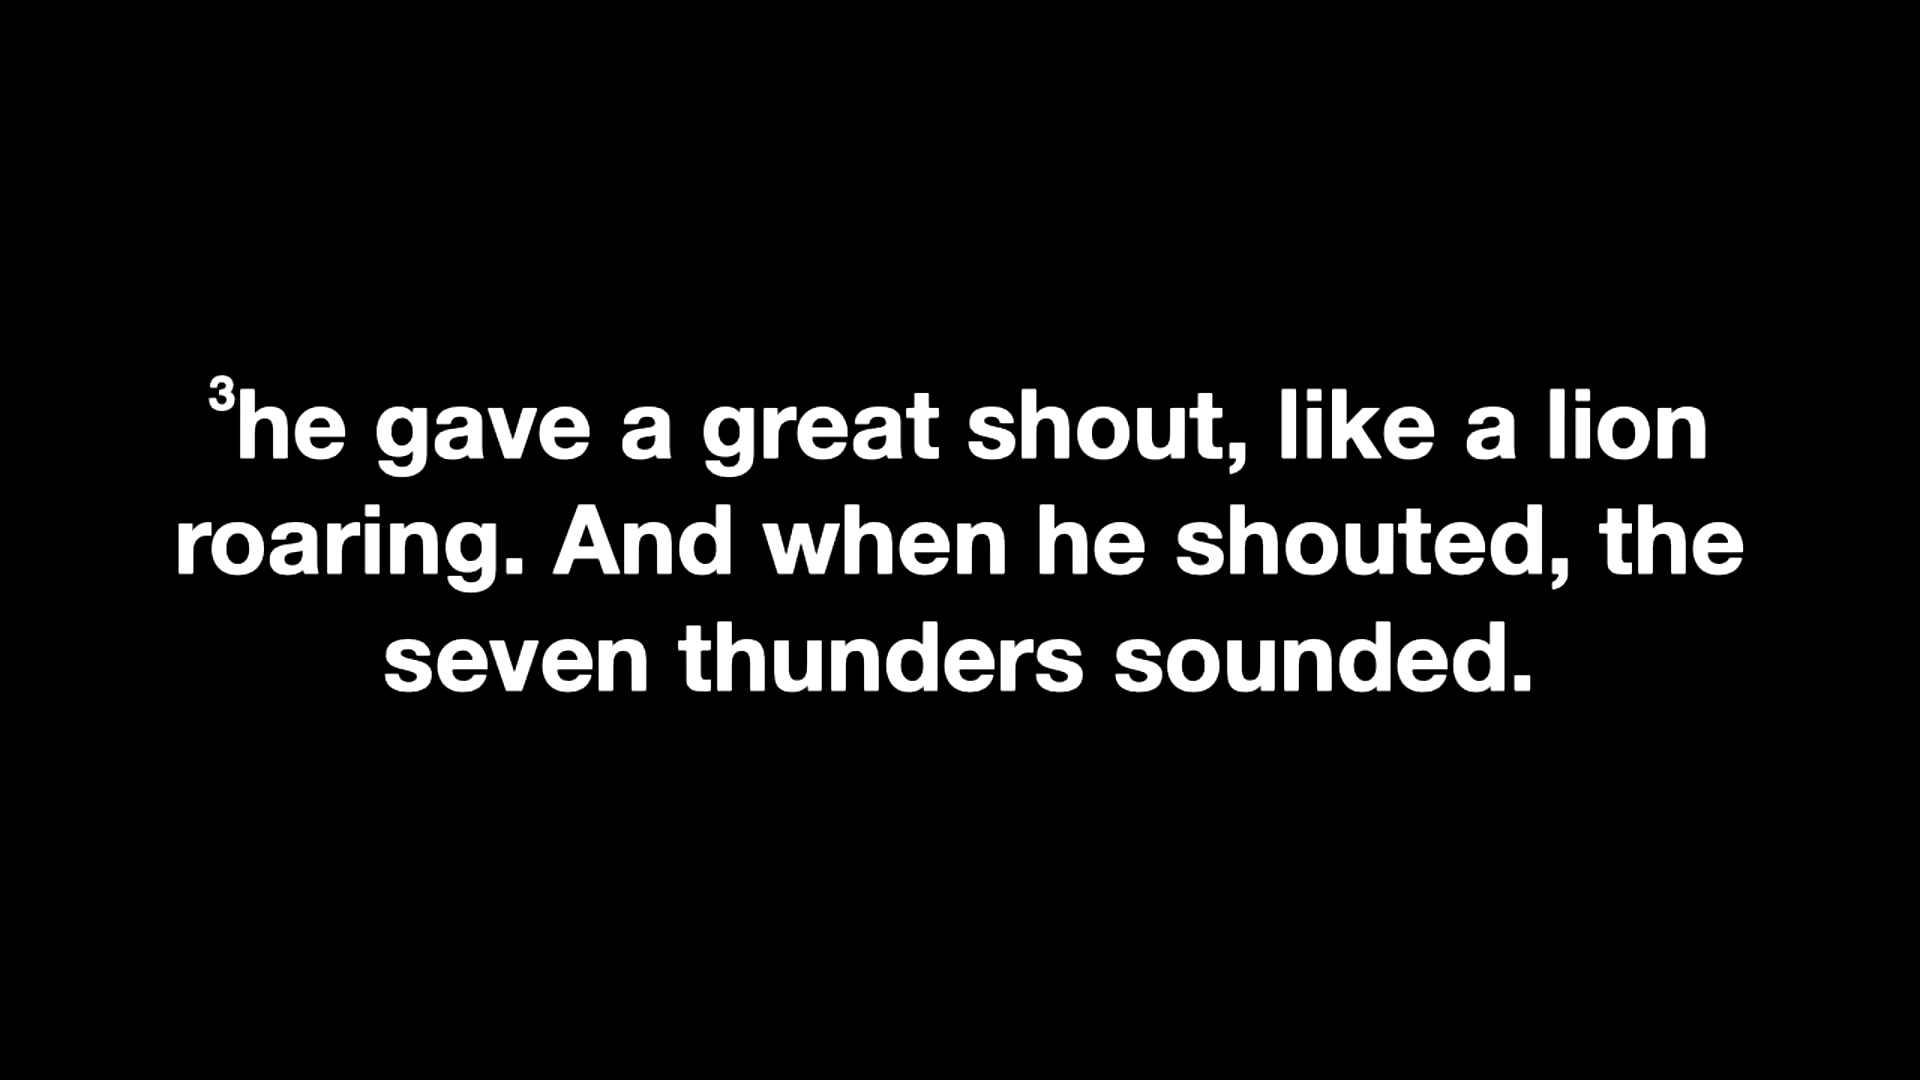 ³he gave a great shout, like a lion
roaring. And when he shouted, the
seven thunders sounded.